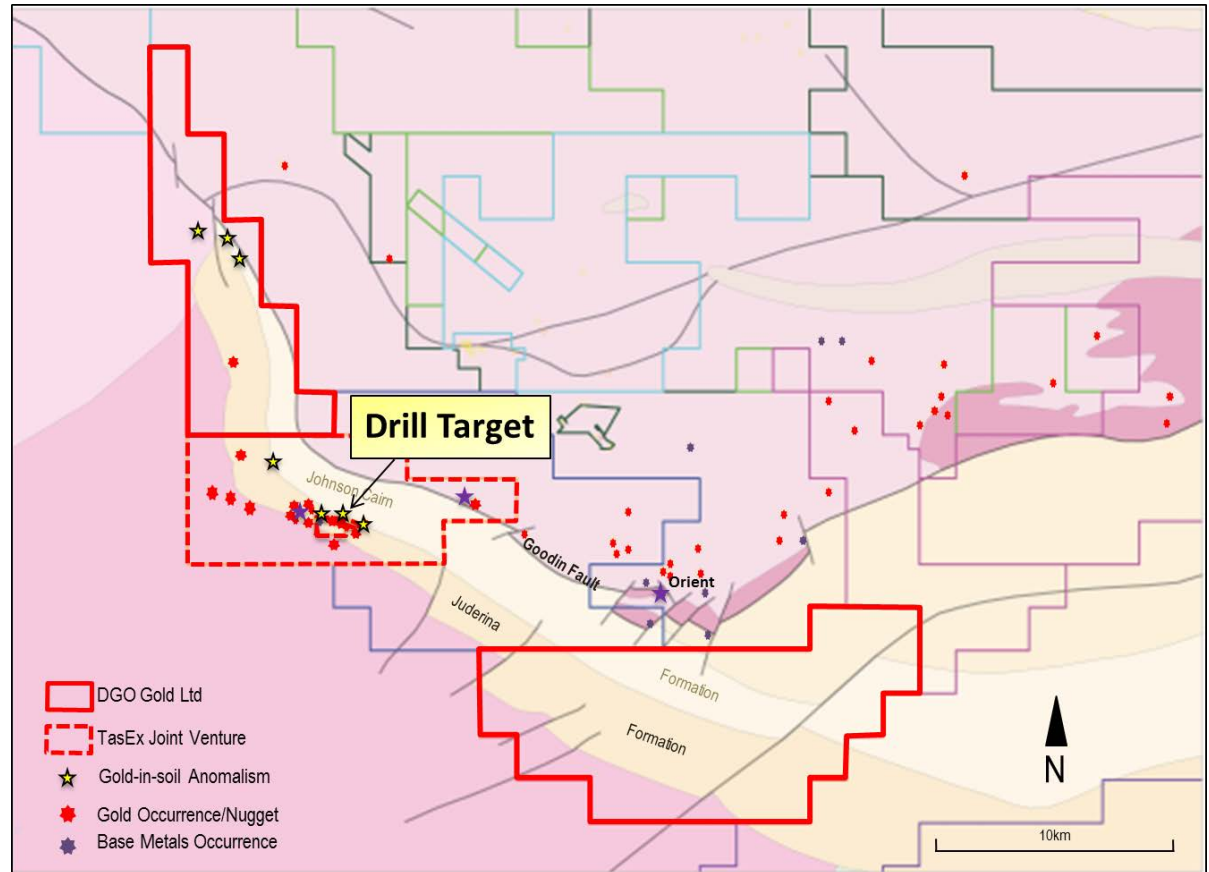 Drill Target
Johnson Cairn
Goodin Fault
Orient
Juderina
Formation
Formation
DGO Gold Ltd
TasEx Joint Venture
Gold-in-soil Anomalism
Gold Occurrence/Nugget
Base Metals Occurrence
N
10km